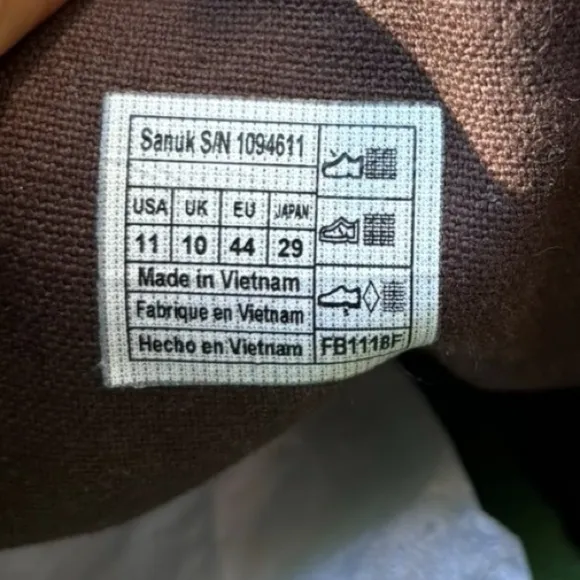 Sanuk S/N 1094611
USA UK EU JAPAN
11 10 44 29
Made in Vietnam
Fabrique en Vietnam
Hecho en Vietnam
FB1118F